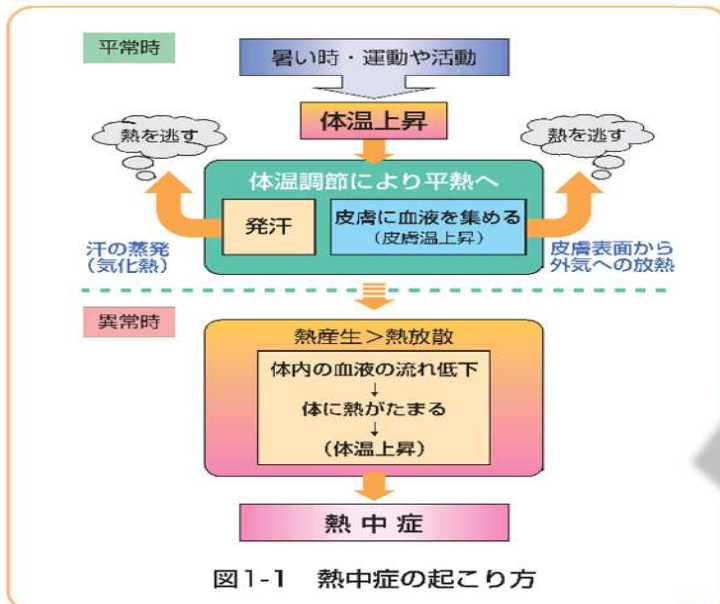 平常時
暑い時・運動や活動
体温上昇
熱を逃す
熱を逃す
体温調節により平熱へ
発汗
皮膚に血液を集める
(皮膚温上昇)
汗の蒸発
(気化熱)
皮膚表面から
外気への放熱
異常時
熱産生＞熱放散
体内の血液の流れ低下
↓
体に熱がたまる
↓
(体温上昇)
熱中症
図1-1 熱中症の起こり方